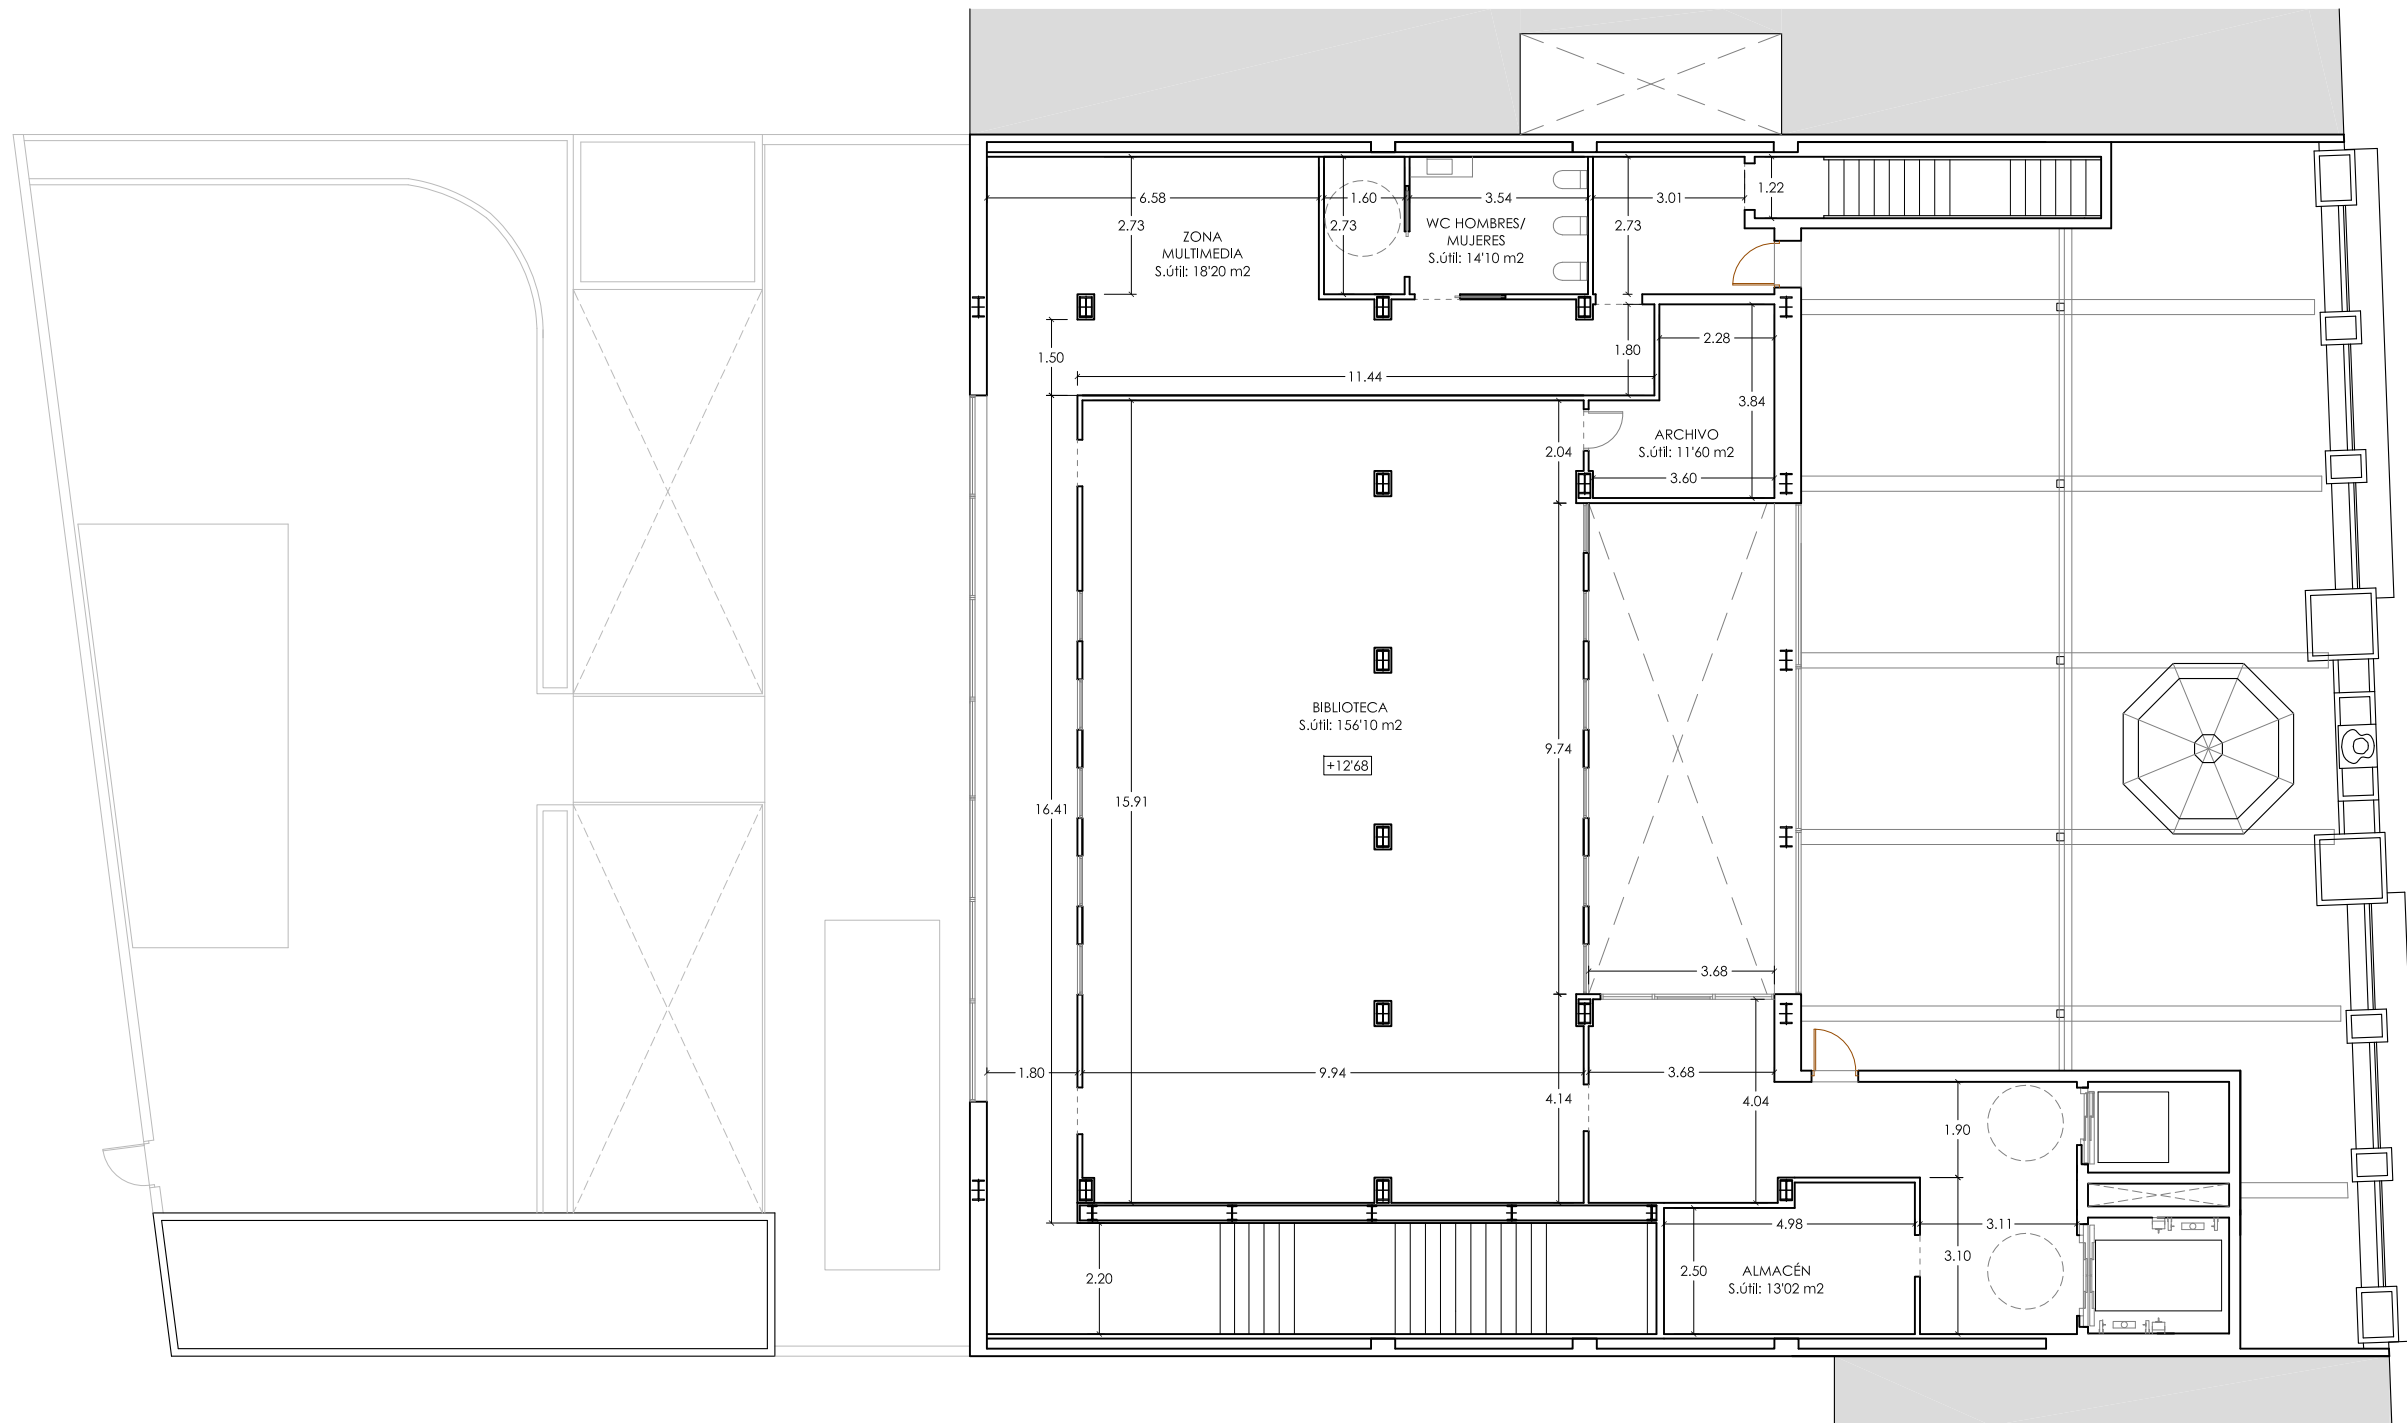 1.22
6.58
1.60
3.54
3.01
2.73
2.73
2.73
ZONA
MULTIMEDIA
S.útil: 18'20 m2
WC HOMBRES/
MUJERES
S.útil: 14'10 m2
1.50
1.80
2.28
11.44
3.84
ARCHIVO
S.útil: 11'60 m2
2.04
3.60
BIBLIOTECA
S.útil: 156'10 m2
+12'68
9.74
16.41
15.91
3.68
1.80
9.94
3.68
4.14
4.04
1.90
4.98
3.11
2.20
2.50
3.10
ALMACÉN
S.útil: 13'02 m2